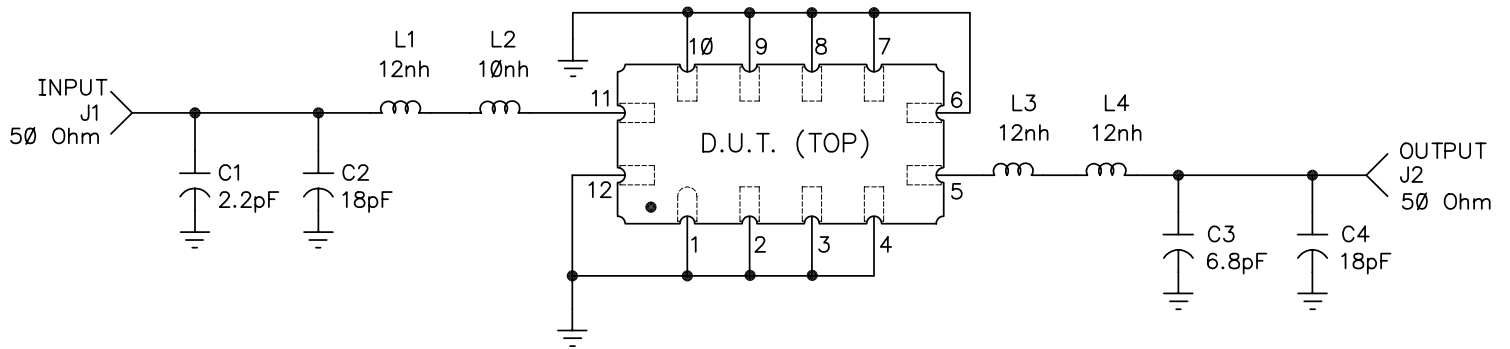 INPUT
J1
5Ø Ohm
C1
2.2pF
C2
18pF
L1
12nh
L2
1Ønh
1Ø
9
8
7
11
6
D.U.T. (TOP)
12
5
1
2
3
4
L3
12nh
L4
12nh
OUTPUT
J2
5Ø Ohm
C3
6.8pF
C4
18pF